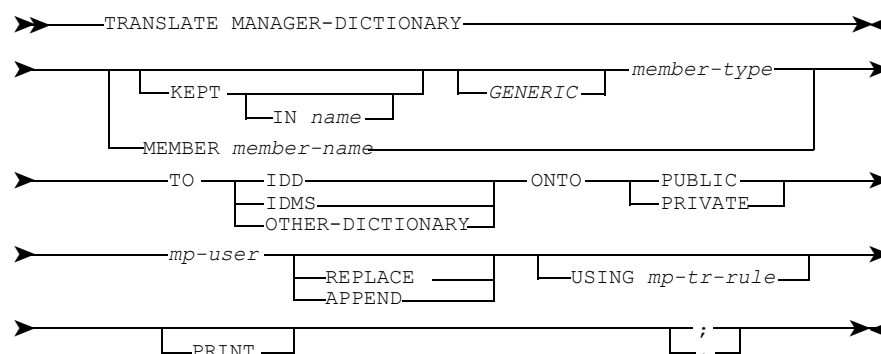 TRANSLATE MANAGER-DICTIONARY
member-type
KEPT GENERIC
IN name
MEMBER member-name
TO IDD ONTO PUBLIC
IDMS PRIVATE
OTHER-DICTIONARY
mp-user
REPLACE USING mp-tr-rule
APPEND
;
PRINT .